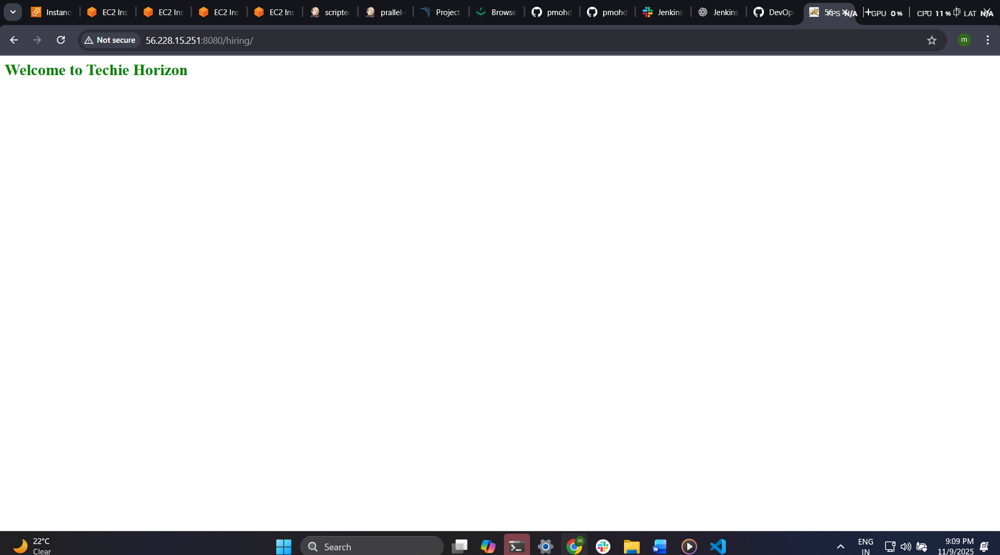 Instanc
EC2 Ins
EC2 Ins
EC2 Ins
EC2 Ins
scripted
prallel-
Project
Browse
pmohd
pmohd
Jenkins
Jenkins
DevOp
56
FPS N/A
GPU 0 %
CPU 11 %
LAT N/A
Not secure
56.228.15.251:8080/hiring/
m
Welcome to Techie Horizon
22°C
Clear
Search
m
W
ENG
IN
9:09 PM
11/9/2025